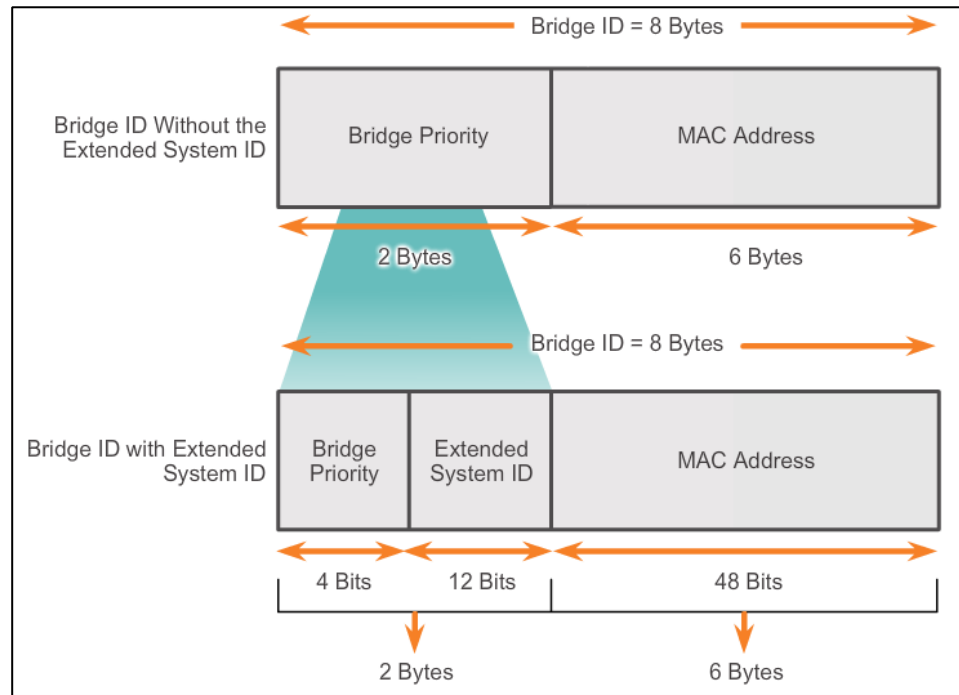 Bridge ID = 8 Bytes
Bridge ID Without the
Extended System ID
Bridge Priority
MAC Address
2 Bytes
6 Bytes
Bridge ID = 8 Bytes
Bridge ID with Extended
System ID
Bridge
Priority
Extended
System ID
MAC Address
4 Bits
12 Bits
48 Bits
2 Bytes
6 Bytes